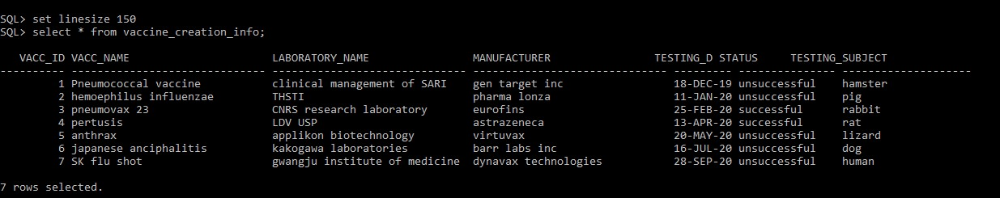 SQL> set linesize 150
SQL> select * from vaccine_creation_info;
VACC_ID VACC_NAME LABORATORY_NAME MANUFACTURER TESTING_D STATUS TESTING_SUBJECT
---------- ------------------------------ ------------------------------ ------------------------------ --------- --------------- --------------------
1 Pneumococcal vaccine clinical management of SARI gen target inc 18-DEC-19 unsuccessful hamster
2 hemoephilus influenzae THSTI pharma lonza 11-JAN-20 unsuccessful pig
3 pneumovax 23 CNRS research laboratory eurofins 25-FEB-20 successful rabbit
4 pertusis LDV USP astrazeneca 13-APR-20 successful rat
5 anthrax applikon biotechnology virtuvax 20-MAY-20 unsuccessful lizard
6 japanese anciphalitis kakogawa laboratories barr labs inc 16-JUL-20 unsuccessful dog
7 SK flu shot gwangju institute of medicine dynavax technologies 28-SEP-20 unsuccessful human
7 rows selected.